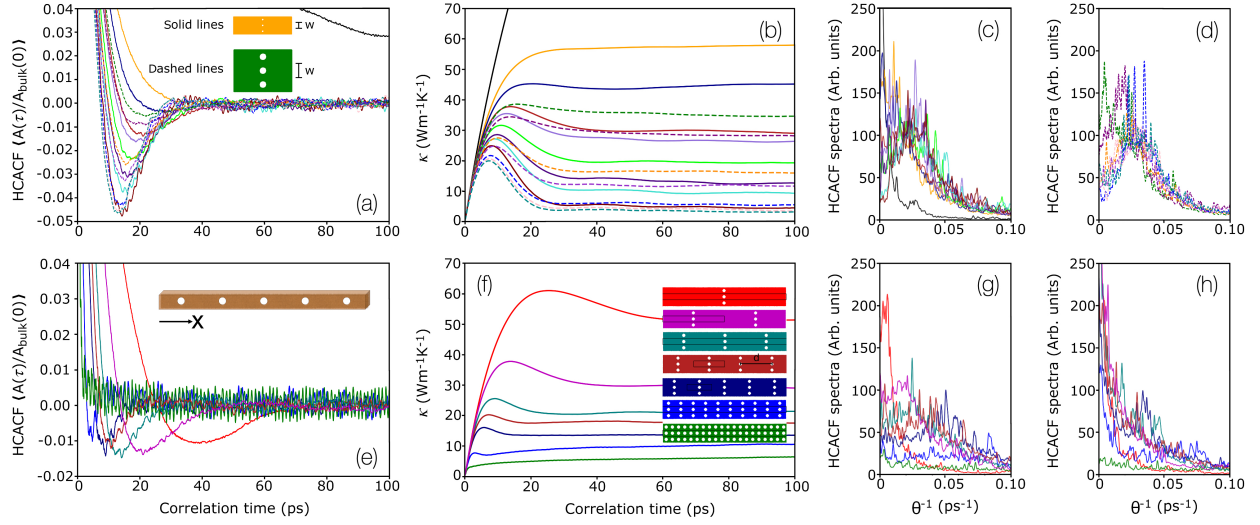 HCACF ⟨A(τ)/A_bulk(0)⟩
0.04
0.03
0.02
0.01
0.00
-0.01
-0.02
-0.03
-0.04
-0.05
0 20 40 60 80 100
Solid lines
w
Dashed lines
w
(a)
κ (Wm⁻¹K⁻¹)
70
60
50
40
30
20
10
0
0 20 40 60 80 100
(b)
HCACF spectra (Arb. units)
250
200
150
100
50
0
0 0.05 0.10
(c)
HCACF spectra (Arb. units)
250
200
150
100
50
0
0 0.05 0.10
(d)
HCACF ⟨A(τ)/A_bulk(0)⟩
0.04
0.03
0.02
0.01
0.00
-0.01
-0.02
0 20 40 60 80 100
Correlation time (ps)
X
(e)
κ (Wm⁻¹K⁻¹)
70
60
50
40
30
20
10
0
0 20 40 60 80 100
Correlation time (ps)
(f)
d
HCACF spectra (Arb. units)
250
200
150
100
50
0
0 0.05 0.10
θ⁻¹ (ps⁻¹)
(g)
HCACF spectra (Arb. units)
250
200
150
100
50
0
0 0.05 0.10
θ⁻¹ (ps⁻¹)
(h)